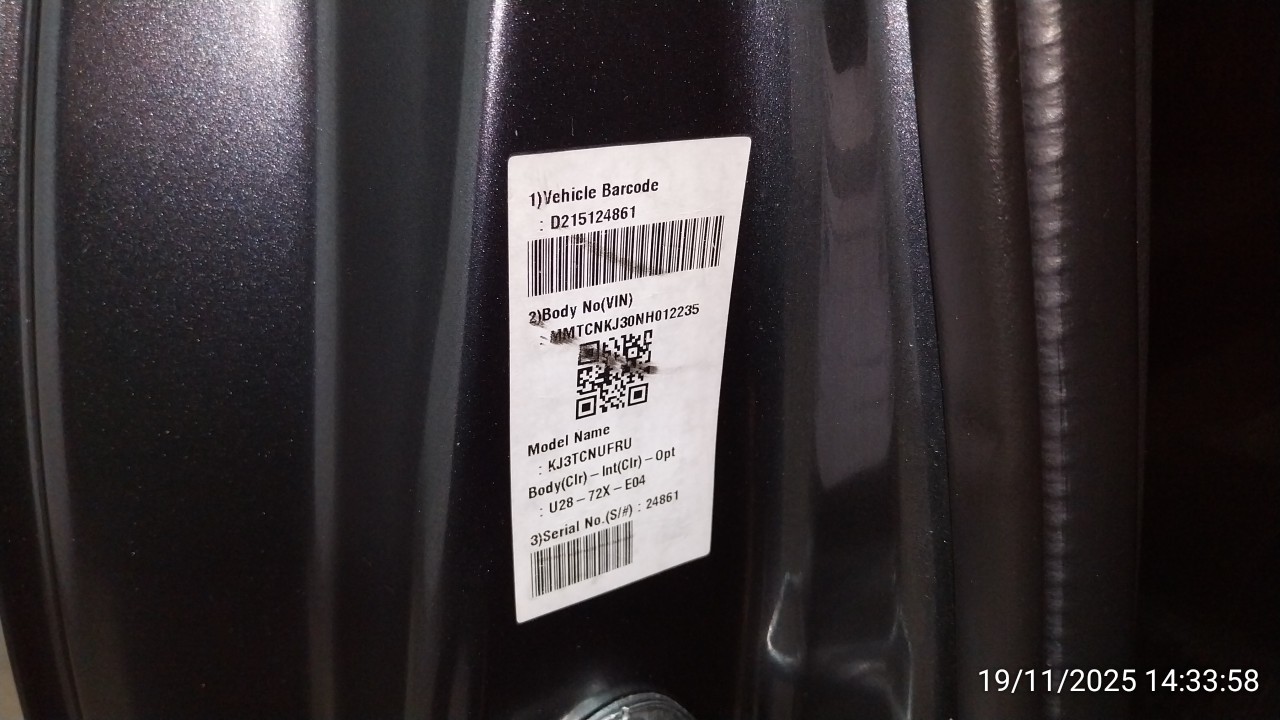 1)Vehicle Barcode
: D215124861
2)Body No(VIN)
: MMTCNKJ30NH012235
Model Name
: KJ3TCNUFRU
Body(Clr)–Int(Clr)–Opt
: U28–72X–E04
3)Serial No.(S/#) : 24861
19/11/2025 14:33:58